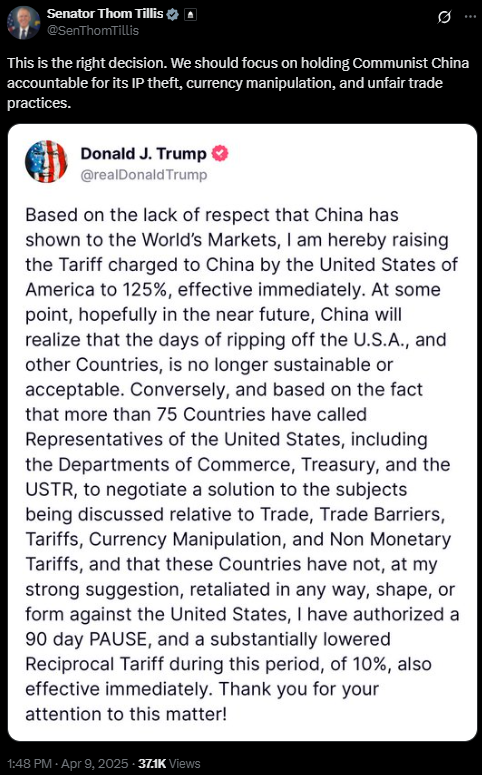 Senator Thom Tillis
@SenThomTillis
This is the right decision. We should focus on holding Communist China
accountable for its IP theft, currency manipulation, and unfair trade
practices.
Donald J. Trump
@realDonaldTrump
Based on the lack of respect that China has
shown to the World’s Markets, I am hereby raising
the Tariff charged to China by the United States of
America to 125%, effective immediately. At some
point, hopefully in the near future, China will
realize that the days of ripping off the U.S.A., and
other Countries, is no longer sustainable or
acceptable. Conversely, and based on the fact
that more than 75 Countries have called
Representatives of the United States, including
the Departments of Commerce, Treasury, and the
USTR, to negotiate a solution to the subjects
being discussed relative to Trade, Trade Barriers,
Tariffs, Currency Manipulation, and Non Monetary
Tariffs, and that these Countries have not, at my
strong suggestion, retaliated in any way, shape, or
form against the United States, I have authorized a
90 day PAUSE, and a substantially lowered
Reciprocal Tariff during this period, of 10%, also
effective immediately. Thank you for your
attention to this matter!
1:48 PM · Apr 9, 2025 · 37.1K Views